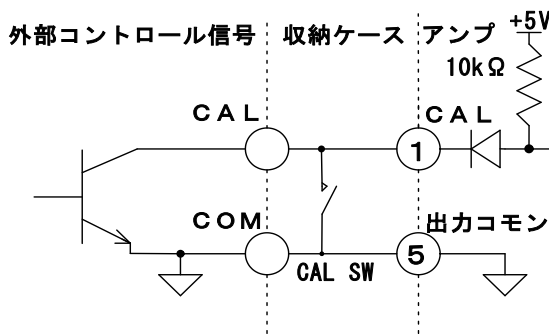 外部コントロール信号
収納ケース
アンプ
+5V
10kΩ
CAL
CAL
1
COM
出力コモン
5
CAL SW